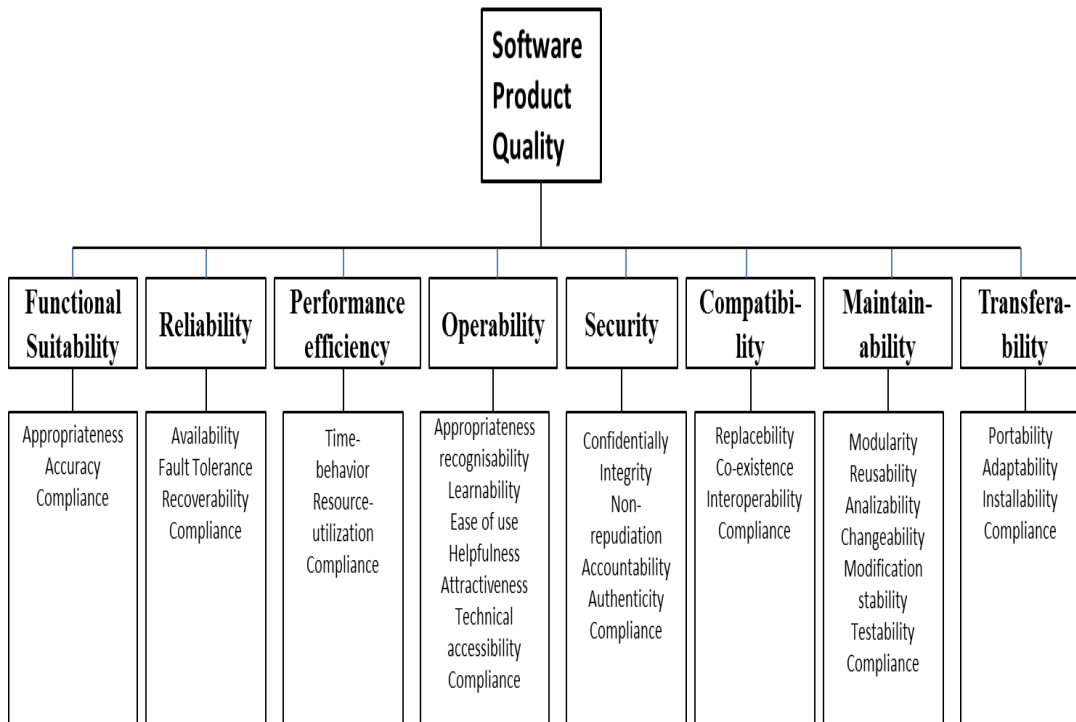 Software
Product
Quality
Functional
Suitability
Reliability
Performance
efficiency
Operability
Security
Compatibi-
lity
Maintain-
ability
Transfera-
bility
Appropriateness
Accuracy
Compliance
Availability
Fault Tolerance
Recoverability
Compliance
Time-
behavior
Resource-
utilization
Compliance
Appropriateness
recognisability
Learnability
Ease of use
Helpfulness
Attractiveness
Technical
accessibility
Compliance
Confidentially
Integrity
Non-
repudiation
Accountability
Authenticity
Compliance
Replacebility
Co-existence
Interoperability
Compliance
Modularity
Reusability
Analizability
Changeability
Modification
stability
Testability
Compliance
Portability
Adaptability
Installability
Compliance